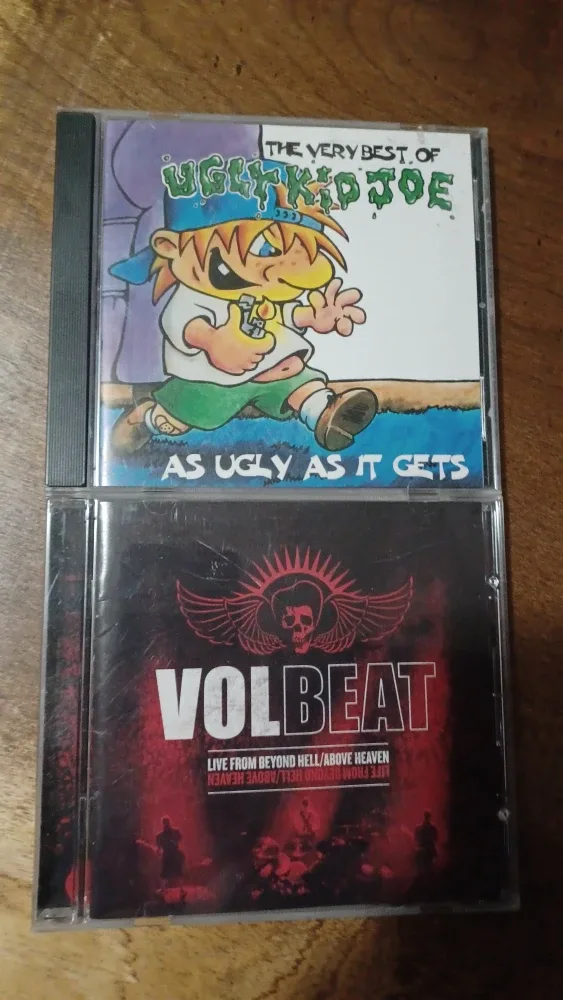 THE VERY BEST OF
UGLY KID JOE
AS UGLY AS IT GETS
VOLBEAT
LIVE FROM BEYOND HELL/ABOVE HEAVEN
LIFE FROM BEYOND HELL/ABOVE HEAVEN